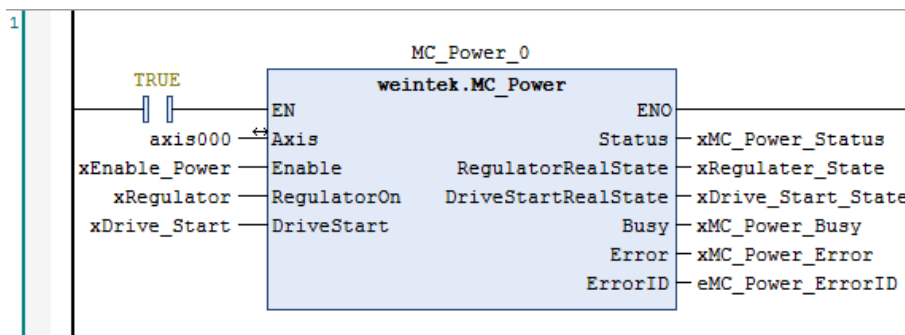 1
MC_Power_0
TRUE
weintek.MC_Power
EN ENO
axis000 Axis Status xMC_Power_Status
xEnable_Power Enable RegulatorRealState xRegulater_State
xRegulator RegulatorOn DriveStartRealState xDrive_Start_State
xDrive_Start DriveStart Busy xMC_Power_Busy
Error xMC_Power_Error
ErrorID eMC_Power_ErrorID